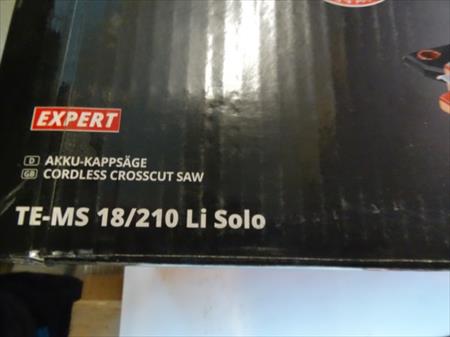 EXPERT
D AKKU-KAPPSÄGE
GB CORDLESS CROSSCUT SAW
TE-MS 18/210 Li Solo